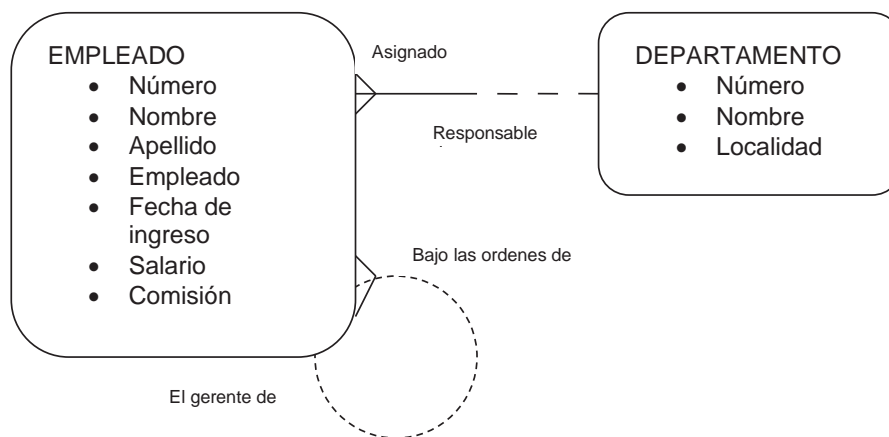 EMPLEADO
• Número
• Nombre
• Apellido
• Empleado
• Fecha de
ingreso
• Salario
• Comisión
Asignado
Responsable
DEPARTAMENTO
• Número
• Nombre
• Localidad
Bajo las ordenes de
El gerente de